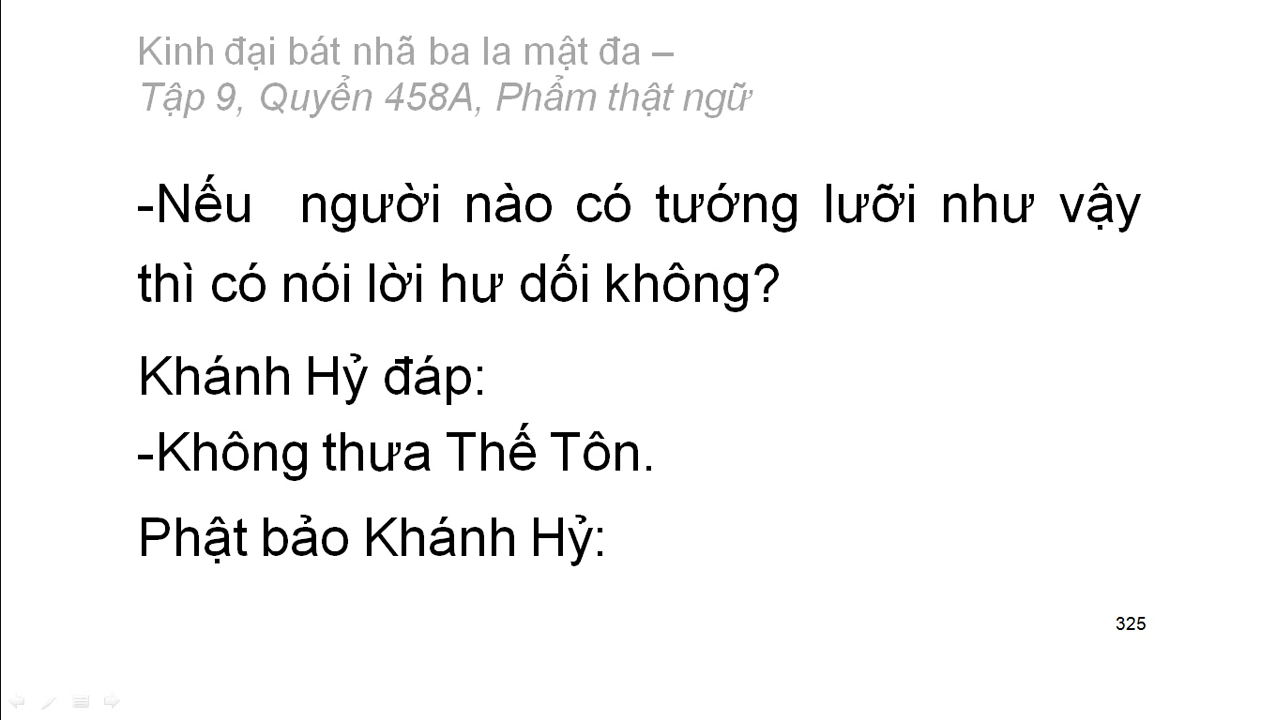 Kinh đại bát nhã ba la mật đa –
Tập 9, Quyển 458A, Phẩm thật ngữ
-Nếu người nào có tướng lưỡi như vậy
thì có nói lời hư dối không?
Khánh Hỷ đáp:
-Không thưa Thế Tôn.
Phật bảo Khánh Hỷ:
325